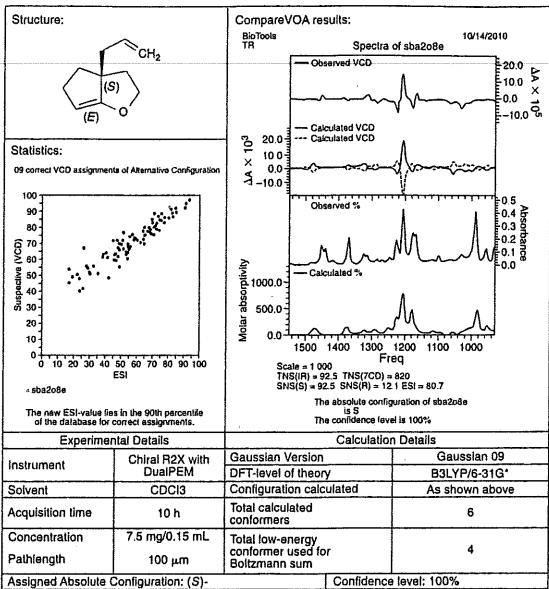 Structure:
CH2
(S)
(E)
O
Statistics:
09 correct VCD assignments of Alternative Configuration
Suspective (VCD)
100
90
80
70
60
50
40
30
20
10
0
0 10 20 30 40 50 60 70 80 90 100
ESI
sba2o8e
The new ESI-value lies in the 90th percentile
of the database for correct assignments.
CompareVOA results:
BioTools
TR
10/14/2010
Spectra of sba2o8e
Observed VCD
20.0
10.0
0.0
-10.0
ΔA × 10^5
Calculated VCD
Calculated VCD
20.0
10.0
0.0
-10.0
ΔA × 10^3
Observed %
0.5
0.4
0.3
0.2
0.1
0.0
Absorbance
Calculated %
1000.0
500.0
0.0
Molar absorptivity
1400 1300 1200 1100 1000
Freq
Scale = 1 000
TNS(IR) = 92.5 TNS(7CD) = 820
SNS(S) = 92.5 SNS(R) = 12.1 ESI = 80.7
The absolute configuration of sba2o8e
is S
The confidence level is 100%
Experimental Details
Instrument
Chiral R2X with
DualPEM
Solvent
CDCI3
Acquisition time
10 h
Concentration
7.5 mg/0.15 mL
Pathlength
100 μm
Calculation Details
Gaussian Version
Gaussian 09
DFT-level of theory
B3LYP/6-31G*
Configuration calculated
As shown above
Total calculated
conformers
6
Total low-energy
conformer used for
Boltzmann sum
4
Assigned Absolute Configuration: (S)-
Confidence level: 100%